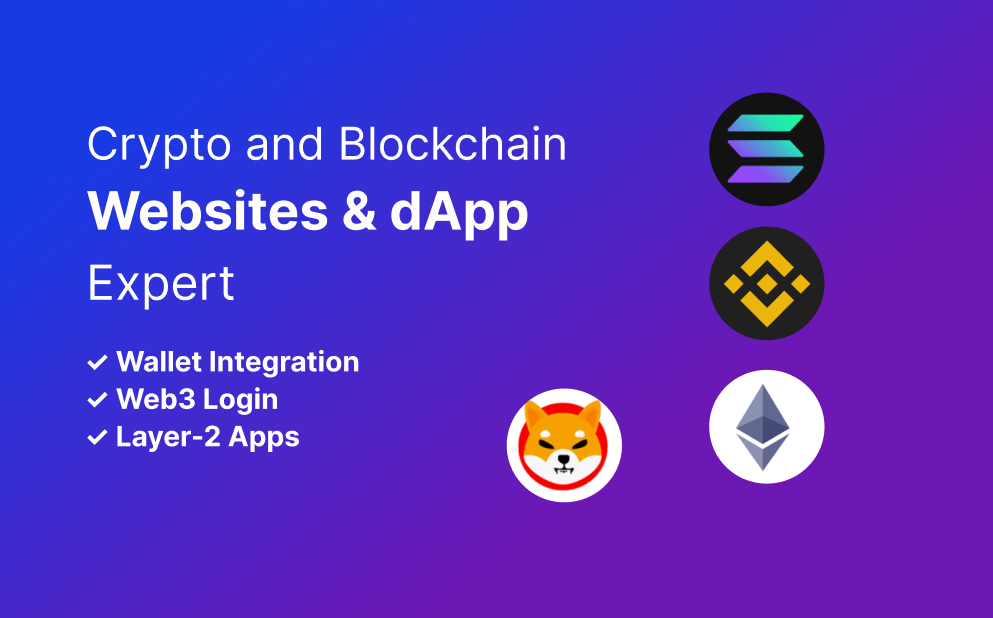 Crypto and Blockchain
Websites & dApp
Expert
✓ Wallet Integration
✓ Web3 Login
✓ Layer-2 Apps